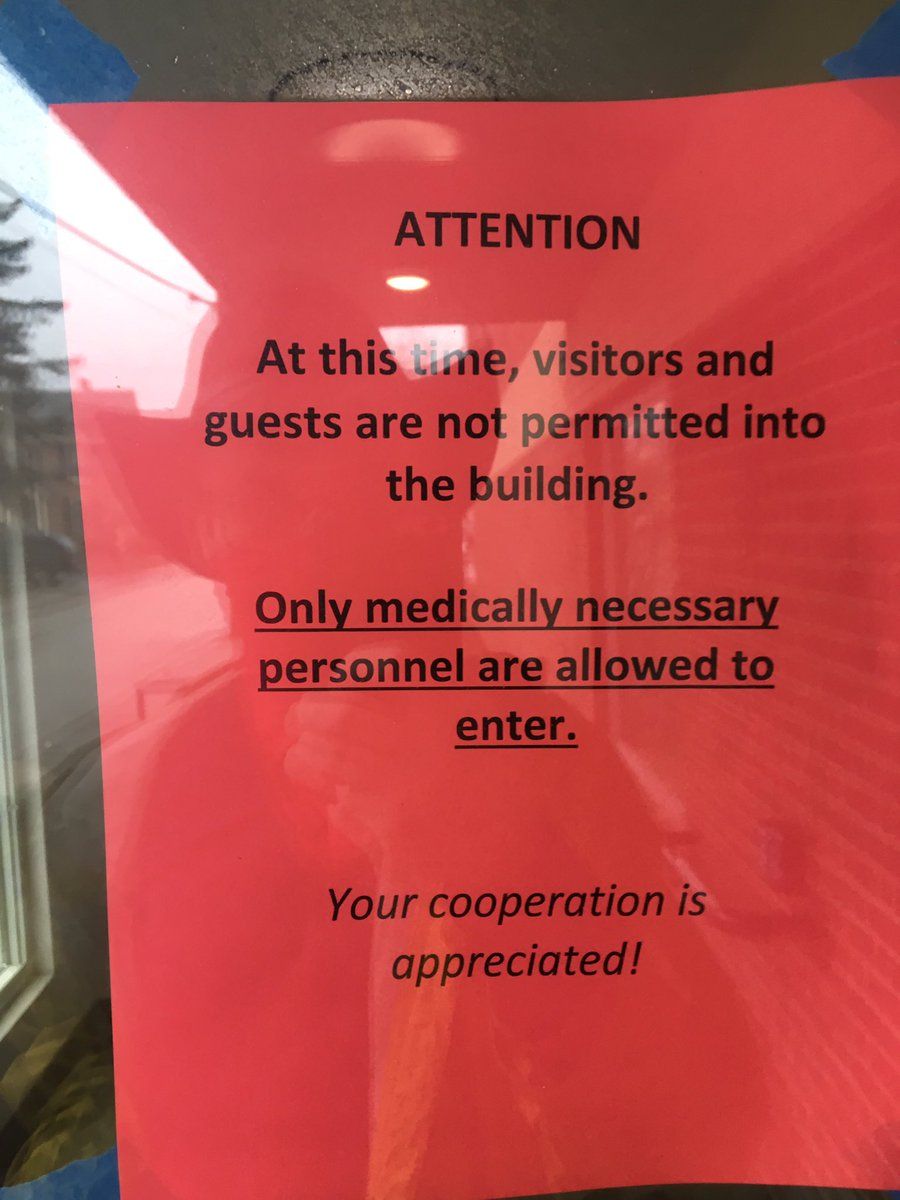 ATTENTION
At this time, visitors and
guests are not permitted into
the building.
Only medically necessary
personnel are allowed to
enter.
Your cooperation is
appreciated!